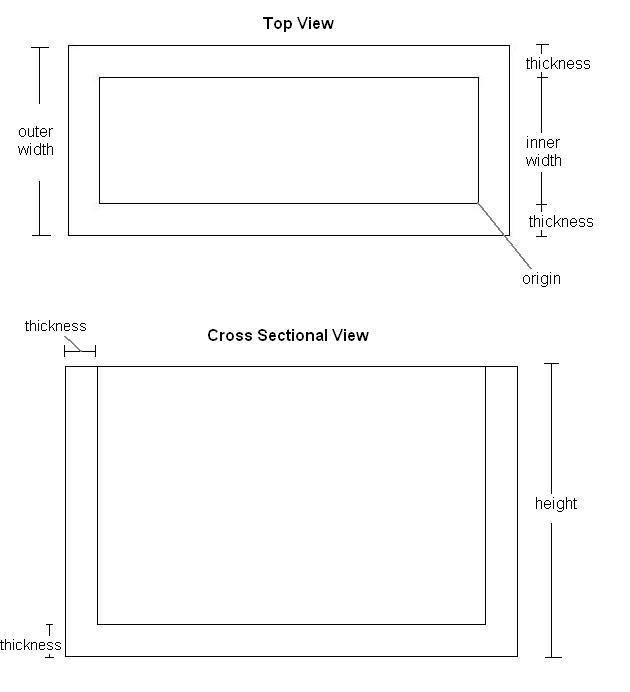 Top View
thickness
outer
width
inner
width
thickness
origin
thickness
Cross Sectional View
height
thickness